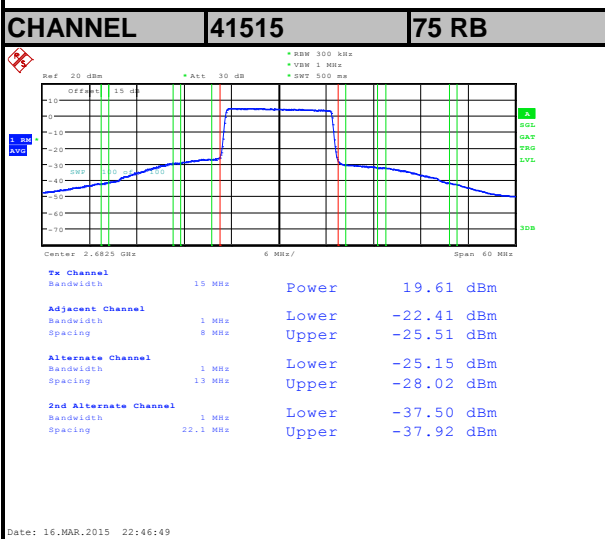 CHANNEL 41515 75 RB
R S
* RBW 300 kHz
* VBW 1 MHz
Ref 20 dBm * Att 30 dB * SWT 500 ms
Offset 15 dB
10
0
-10
-20
-30
-40
-50
-60
-70
1 RM *
AVG
A
SGL
GAT
TRG
LVL
3DB
SWP 100 of 100
Center 2.6825 GHz 6 MHz/ Span 60 MHz
Tx Channel
Bandwidth 15 MHz Power 19.61 dBm
Adjacent Channel
Bandwidth 1 MHz Lower -22.41 dBm
Spacing 8 MHz Upper -25.51 dBm
Alternate Channel
Bandwidth 1 MHz Lower -25.15 dBm
Spacing 13 MHz Upper -28.02 dBm
2nd Alternate Channel
Bandwidth 1 MHz Lower -37.50 dBm
Spacing 22.1 MHz Upper -37.92 dBm
Date: 16.MAR.2015 22:46:49